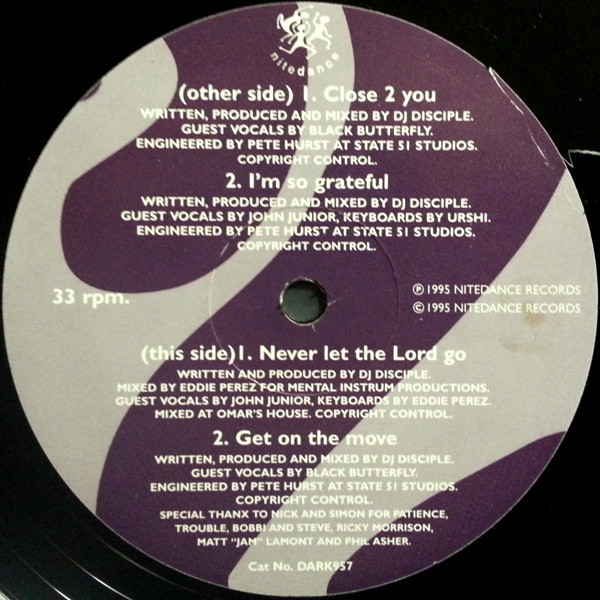 nitedance
(other side) 1. Close 2 you
WRITTEN, PRODUCED AND MIXED BY DJ DISCIPLE.
GUEST VOCALS BY BLACK BUTTERFLY.
ENGINEERED BY PETE HURST AT STATE 51 STUDIOS.
COPYRIGHT CONTROL.
2. I'm so grateful
WRITTEN, PRODUCED AND MIXED BY DJ DISCIPLE.
GUEST VOCALS BY JOHN JUNIOR, KEYBOARDS BY URSHI.
ENGINEERED BY PETE HURST AT STATE 51 STUDIOS.
COPYRIGHT CONTROL.
33 rpm.
℗ 1995 NITEDANCE RECORDS
© 1995 NITEDANCE RECORDS
(this side)1. Never let the Lord go
WRITTEN AND PRODUCED BY DJ DISCIPLE.
MIXED BY EDDIE PEREZ FOR MENTAL INSTRUM PRODUCTIONS.
GUEST VOCALS BY JOHN JUNIOR, KEYBOARDS BY EDDIE PEREZ.
MIXED AT OMAR'S HOUSE. COPYRIGHT CONTROL.
2. Get on the move
WRITTEN, PRODUCED AND MIXED BY DJ DISCIPLE.
GUEST VOCALS BY BLACK BUTTERFLY.
ENGINEERED BY PETE HURST AT STATE 51 STUDIOS.
COPYRIGHT CONTROL.
SPECIAL THANX TO NICK AND SIMON FOR PATIENCE,
TROUBLE, BOBBI AND STEVE, RICKY MORRISON,
MATT "JAM" LAMONT AND PHIL ASHER.
Cat No. DARK957